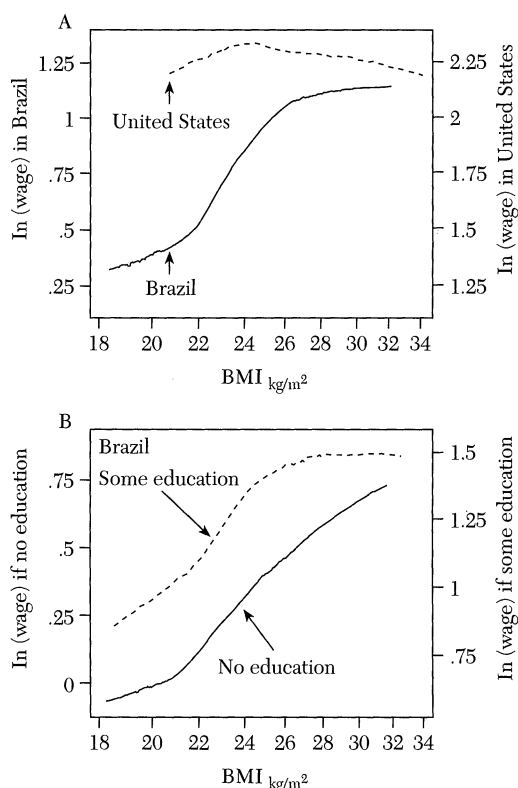 A
ln (wage) in Brazil
1.25
1
.75
.5
.25
United States
Brazil
2.25
2
1.75
1.5
1.25
ln (wage) in United States
18 20 22 24 26 28 30 32 34
BMI kg/m²
B
ln (wage) if no education
.75
.5
0.25
0
Brazil
Some education
No education
1.5
1.25
1
.75
ln (wage) if some education
18 20 22 24 26 28 30 32 34
BMI kg/m²